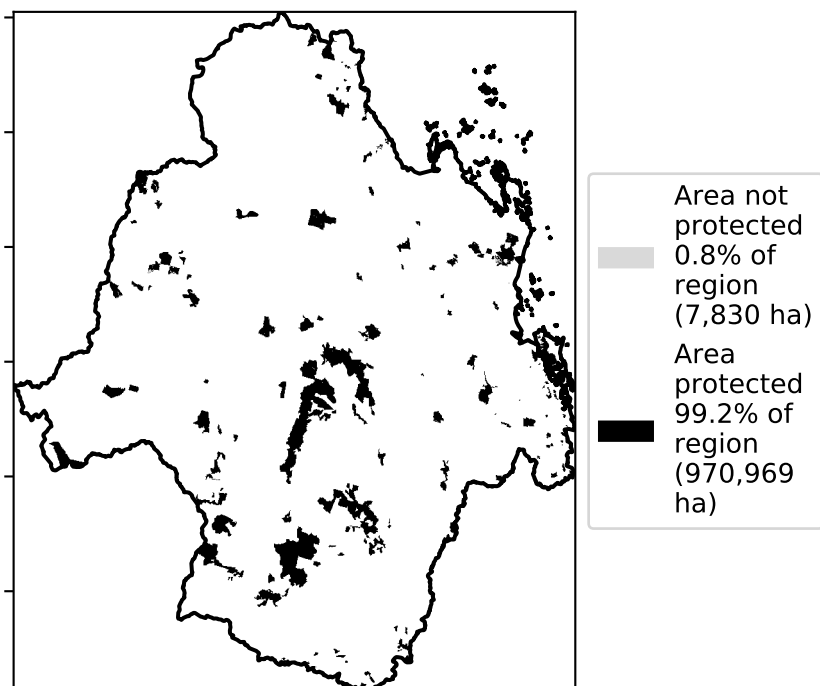 Area not
protected
0.8% of
region
(7,830 ha)
Area
protected
99.2% of
region
(970,969
ha)